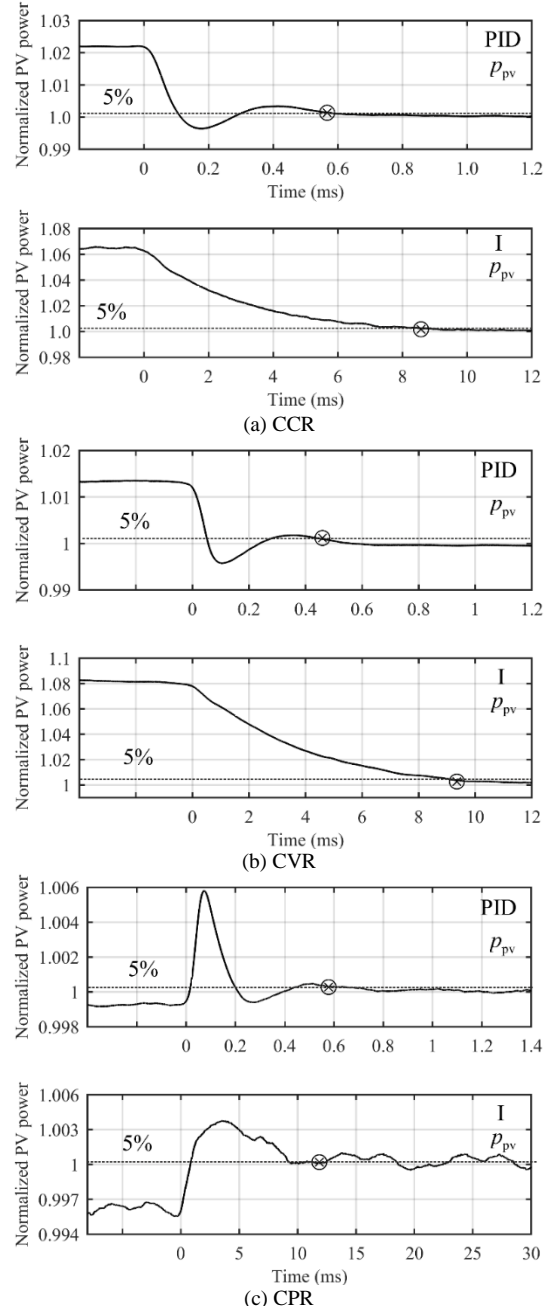 Normalized PV power
1.03
1.02
1.01
1.0
0.99
5%
PID
p_pv
0 0.2 0.4 0.6 0.8 1.0 1.2
Time (ms)
Normalized PV power
1.08
1.06
1.04
1.02
1.0
0.98
5%
I
p_pv
0 2 4 6 8 10 12
Time (ms)
(a) CCR
Normalized PV power
1.02
1.01
1
0.99
5%
PID
p_pv
0 0.2 0.4 0.6 0.8 1 1.2
Normalized PV power
1.1
1.08
1.06
1.04
1.02
1
5%
I
p_pv
0 2 4 6 8 10 12
Time (ms)
(b) CVR
Normalized PV power
1.006
1.004
1.002
1
0.998
5%
PID
p_pv
0 0.2 0.4 0.6 0.8 1 1.2 1.4
Normalized PV power
1.006
1.003
1
0.997
0.994
5%
I
p_pv
0 5 10 15 20 25 30
Time (ms)
(c) CPR